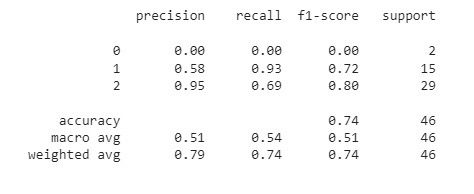 precision recall f1-score support
0 0.00 0.00 0.00 2
1 0.58 0.93 0.72 15
2 0.95 0.69 0.80 29
accuracy 0.74 46
macro avg 0.51 0.54 0.51 46
weighted avg 0.79 0.74 0.74 46